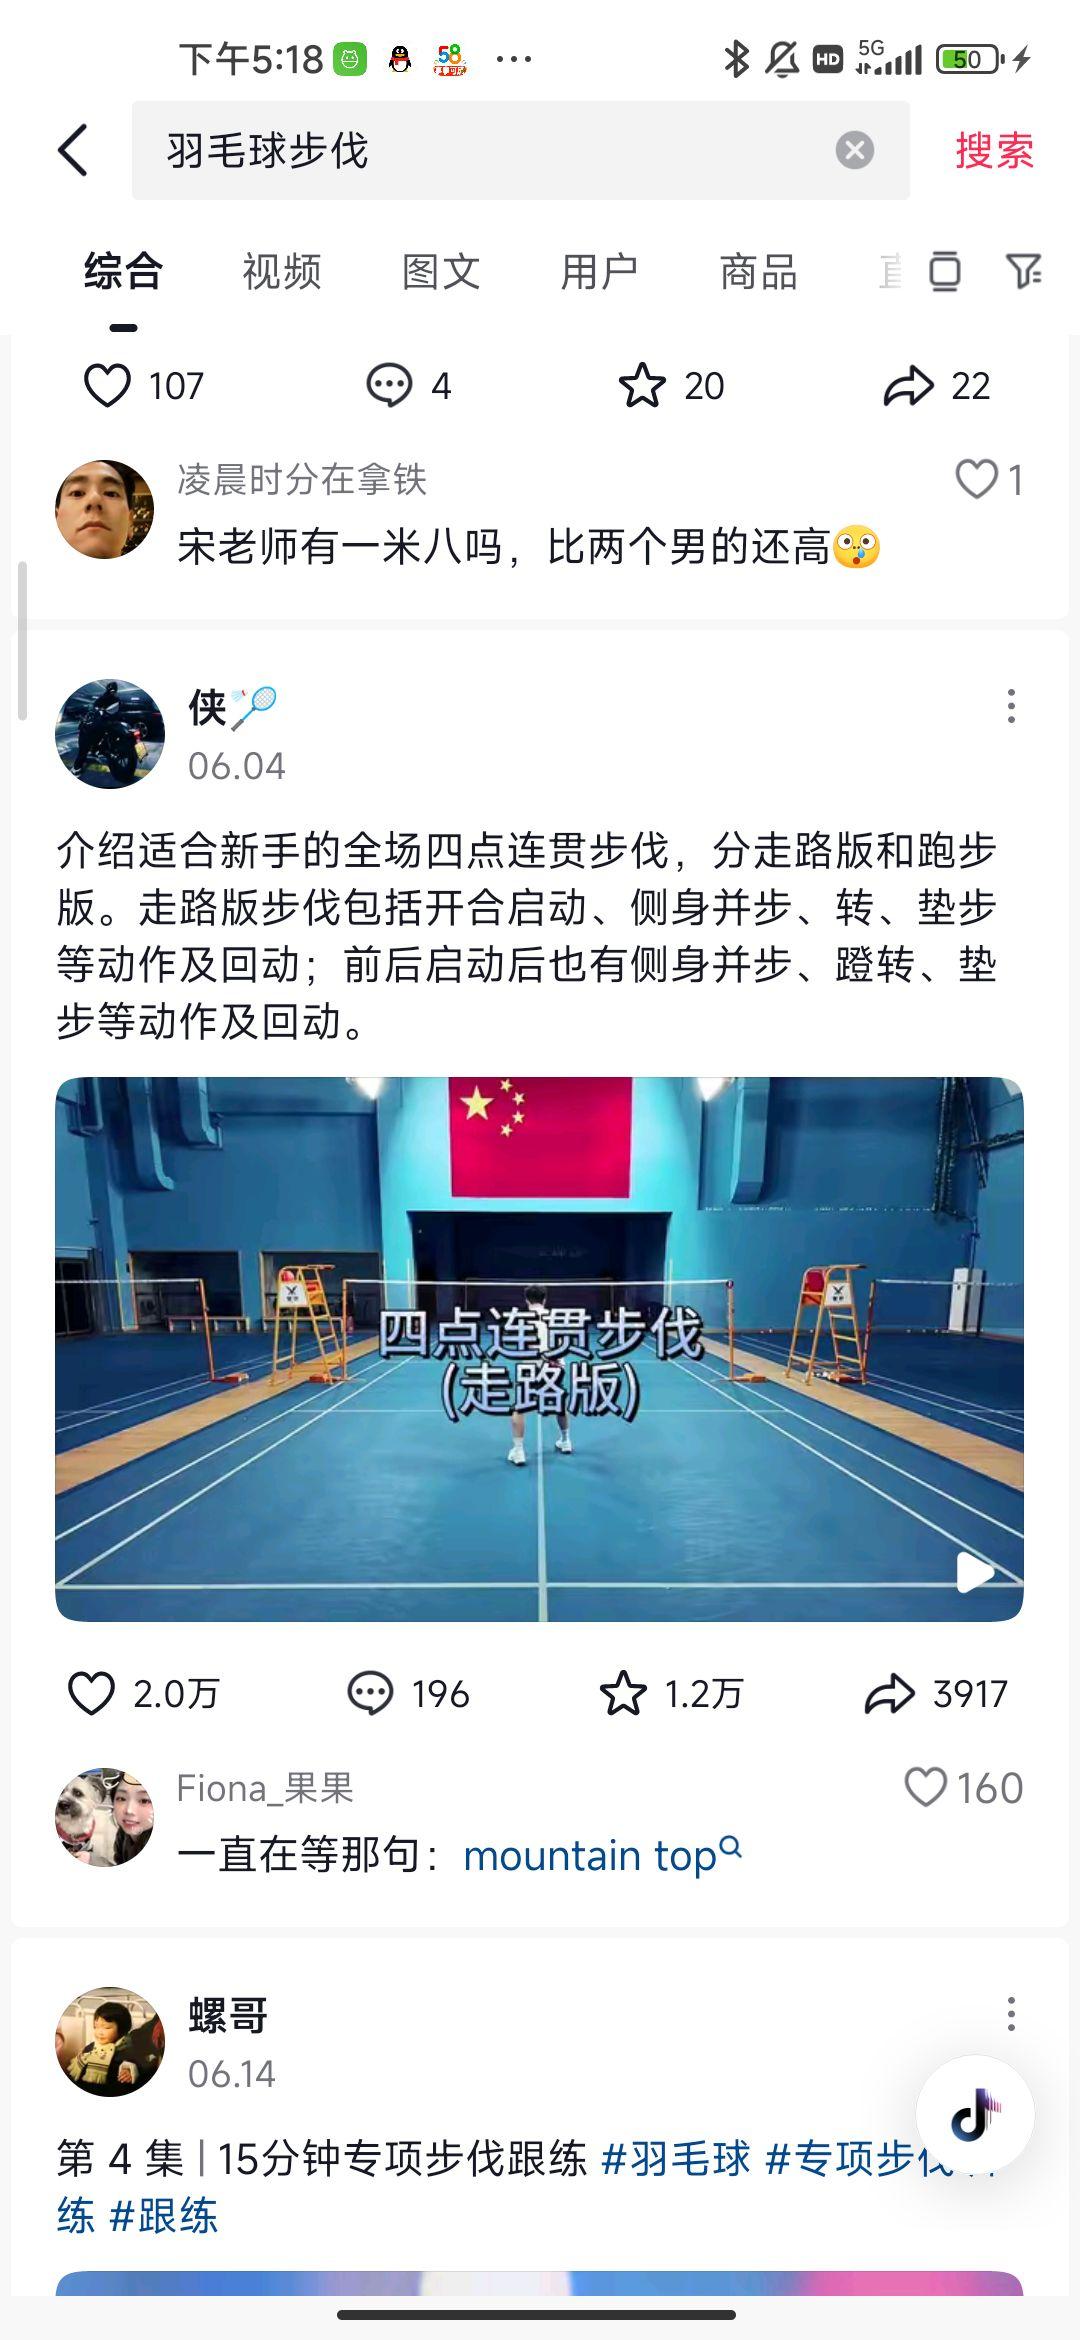 下午5:18
58
HD
5G
50
羽毛球步伐
搜索
综合 视频 图文 用户 商品
107 4 20 22
凌晨时分在拿铁 1
宋老师有一米八吗，比两个男的还高
侠
06.04
介绍适合新手的全场四点连贯步伐，分走路版和跑步
版。走路版步伐包括开合启动、侧身并步、转、垫步
等动作及回动；前后启动后也有侧身并步、蹬转、垫
步等动作及回动。
四点连贯步伐
(走路版)
2.0万 196 1.2万 3917
Fiona_果果 160
一直在等那句：mountain top
螺哥
06.14
第 4 集 | 15分钟专项步伐跟练 #羽毛球 #专项步伐
练 #跟练